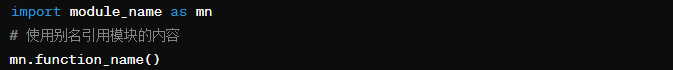 import module_name as mn
# 使用别名引用模块的内容
mn.function_name()